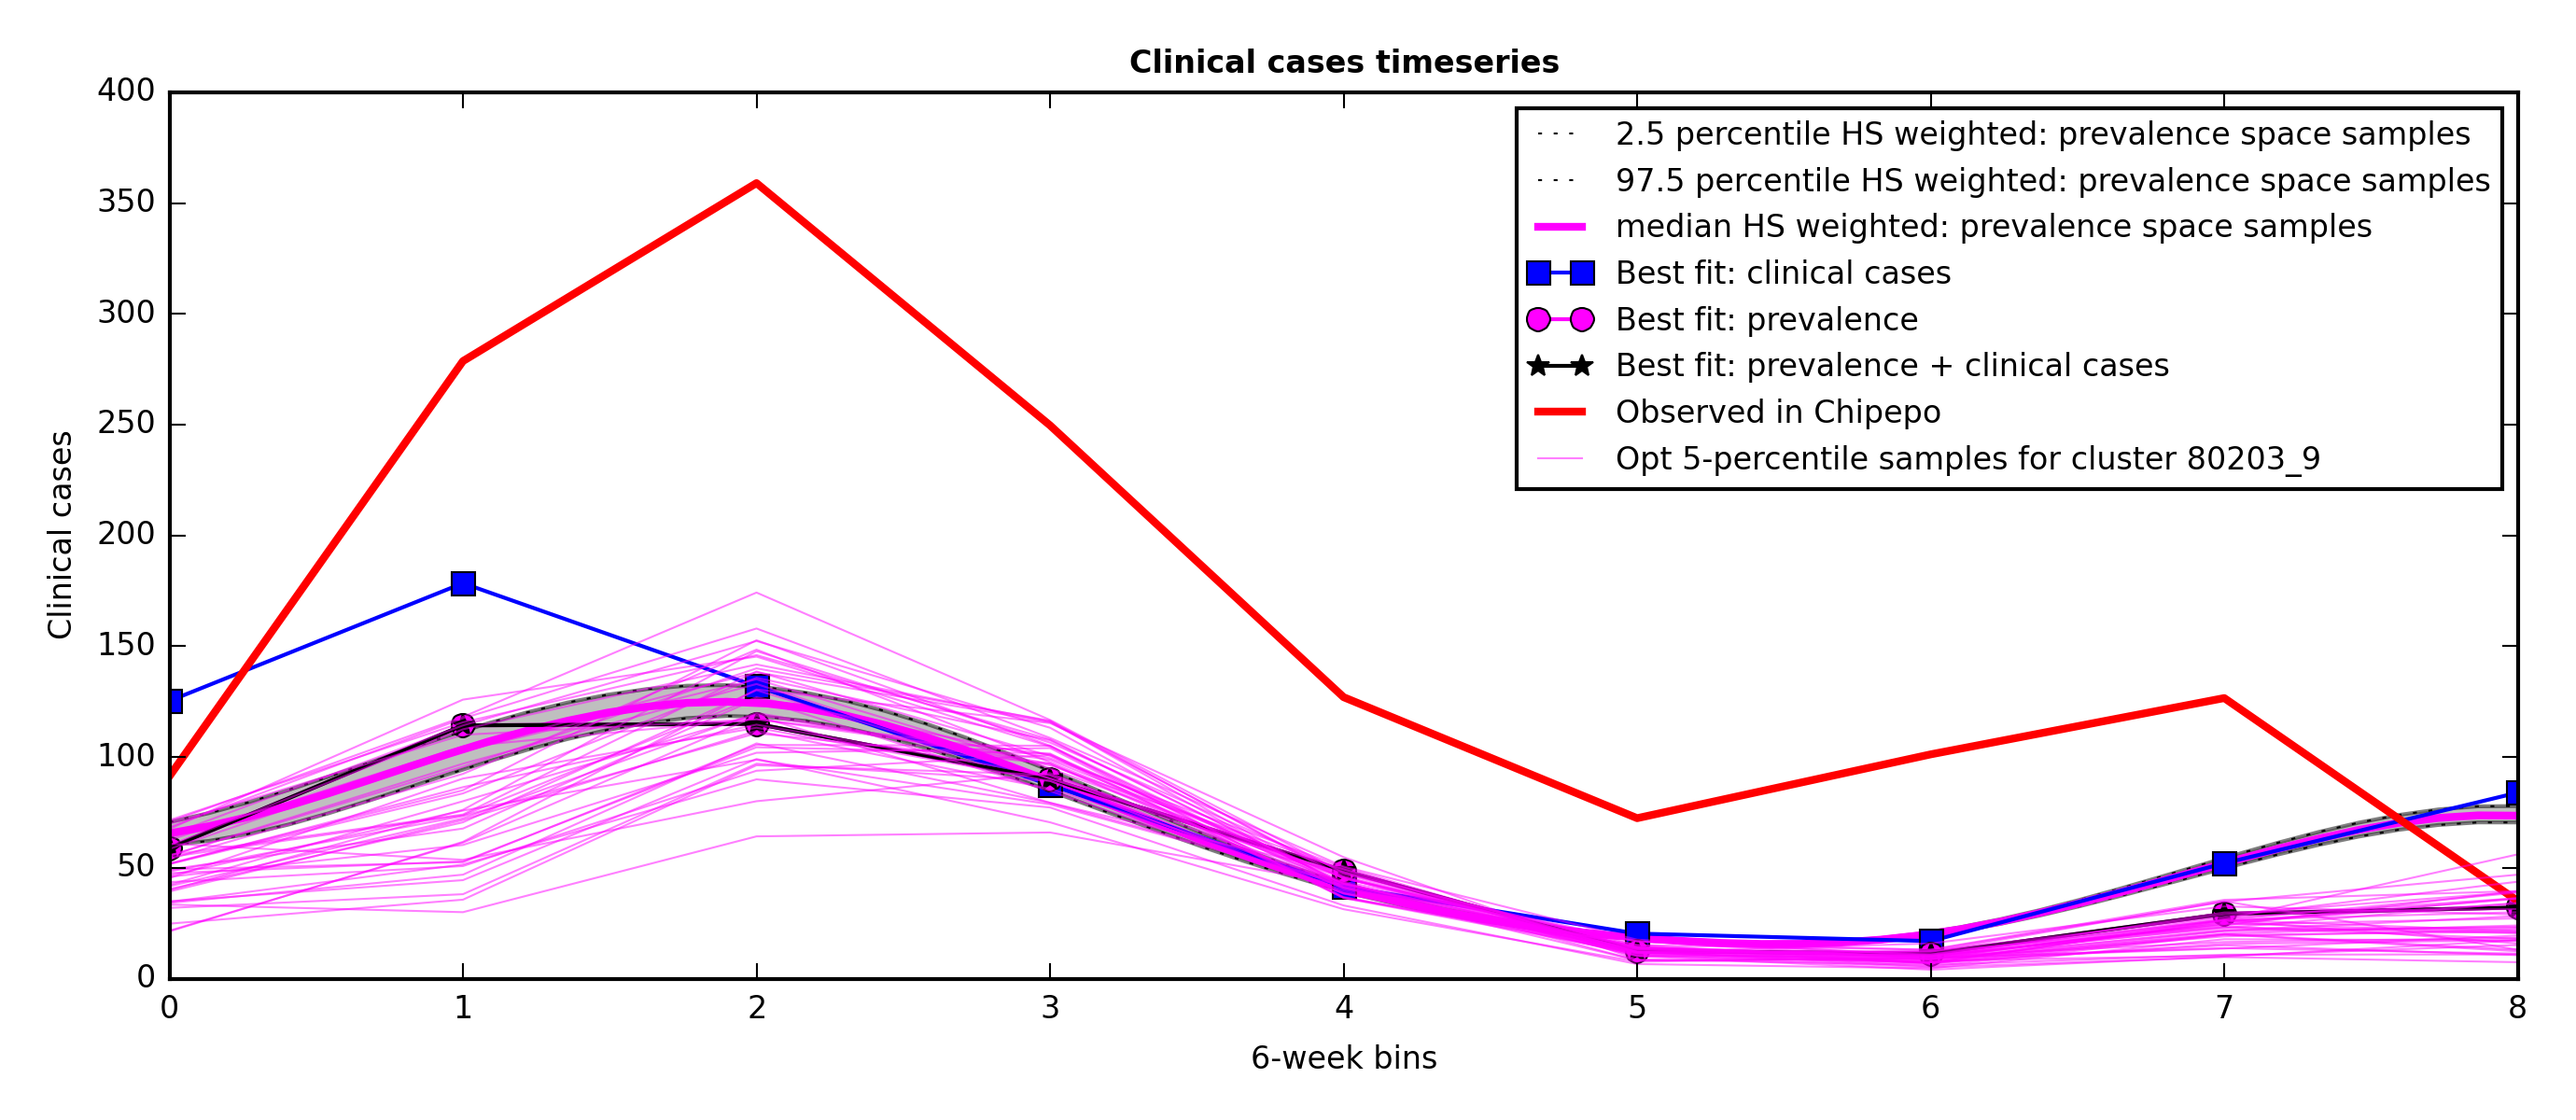 Clinical cases timeseries
400
350
300
250
200
150
100
50
0
Clinical cases
2.5 percentile HS weighted: prevalence space samples
97.5 percentile HS weighted: prevalence space samples
median HS weighted: prevalence space samples
Best fit: clinical cases
Best fit: prevalence
Best fit: prevalence + clinical cases
Observed in Chipepo
Opt 5-percentile samples for cluster 80203_9
0 1 2 3 4 5 6 7 8
6-week bins